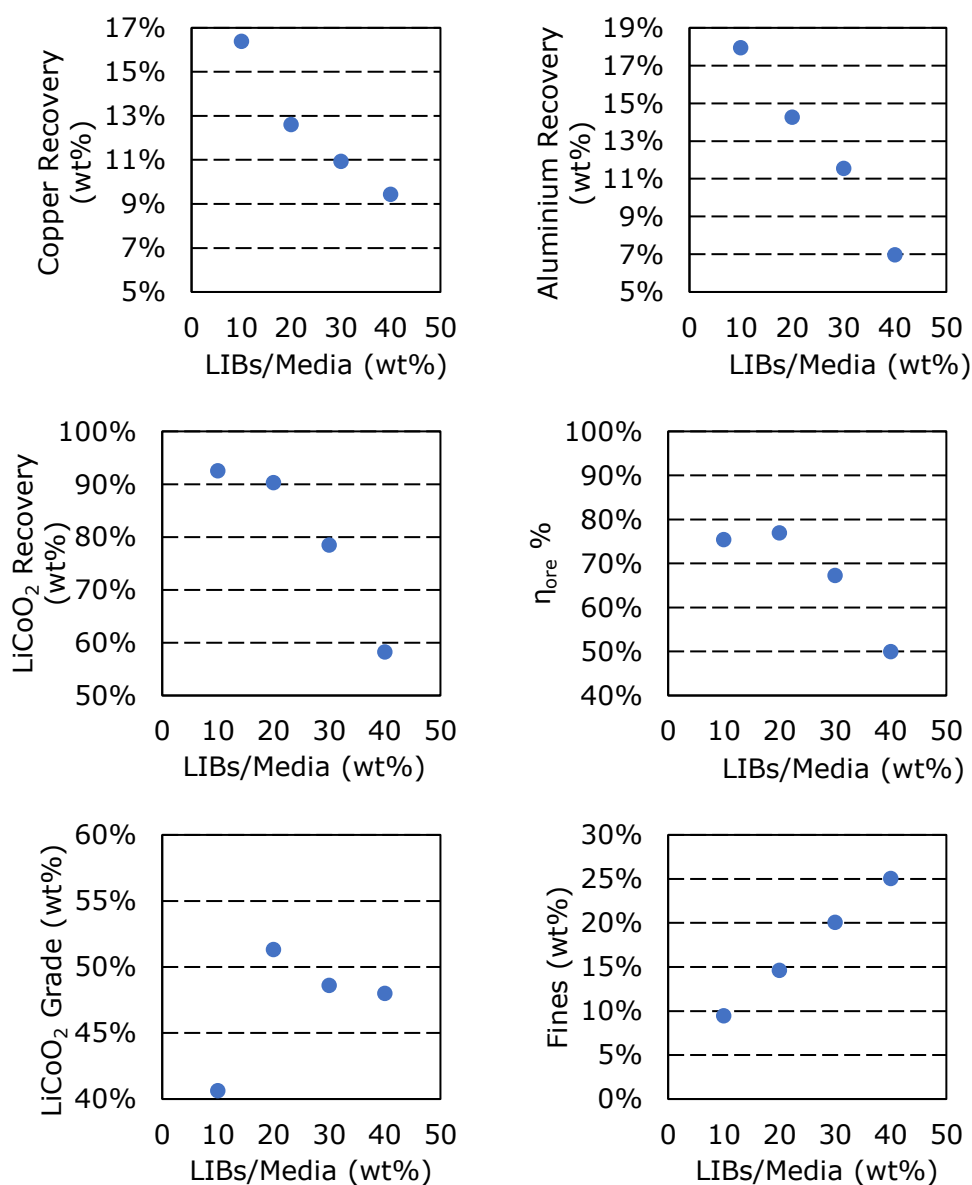 Copper Recovery
(wt%)
17%
15%
13%
11%
9%
7%
5%
0 10 20 30 40 50
LIBs/Media (wt%)
Aluminium Recovery
(wt%)
19%
17%
15%
13%
11%
9%
7%
5%
0 10 20 30 40 50
LIBs/Media (wt%)
LiCoO₂ Recovery
(wt%)
100%
90%
80%
70%
60%
50%
0 10 20 30 40 50
LIBs/Media (wt%)
ηore %
100%
90%
80%
70%
60%
50%
40%
0 10 20 30 40 50
LIBs/Media (wt%)
LiCoO₂ Grade (wt%)
60%
55%
50%
45%
40%
0 10 20 30 40 50
LIBs/Media (wt%)
Fines (wt%)
30%
25%
20%
15%
10%
5%
0%
0 10 20 30 40 50
LIBs/Media (wt%)